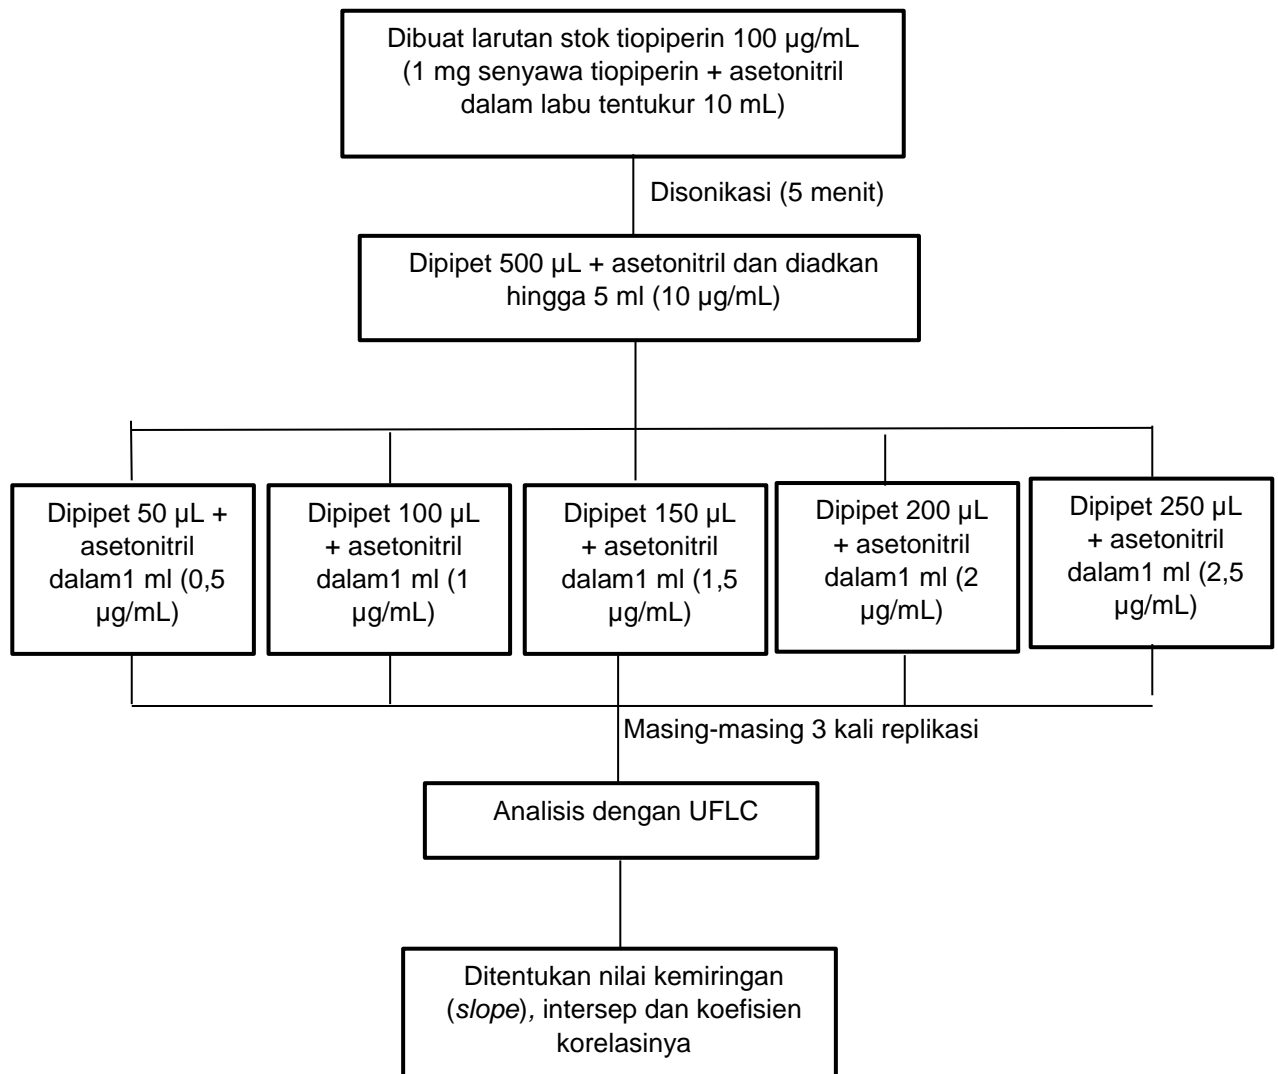 Dibuat larutan stok tiopiperin 100 µg/mL
(1 mg senyawa tiopiperin + asetonitril
dalam labu tentukur 10 mL)
Disonikasi (5 menit)
Dipipet 500 µL + asetonitril dan diadkan
hingga 5 ml (10 µg/mL)
Dipipet 50 µL +
asetonitril
dalam1 ml (0,5
µg/mL)
Dipipet 100 µL
+ asetonitril
dalam1 ml (1
µg/mL)
Dipipet 150 µL
+ asetonitril
dalam1 ml (1,5
µg/mL)
Dipipet 200 µL
+ asetonitril
dalam1 ml (2
µg/mL)
Dipipet 250 µL
+ asetonitril
dalam1 ml (2,5
µg/mL)
Masing-masing 3 kali replikasi
Analisis dengan UFLC
Ditentukan nilai kemiringan
(slope), intersep dan koefisien
korelasinya